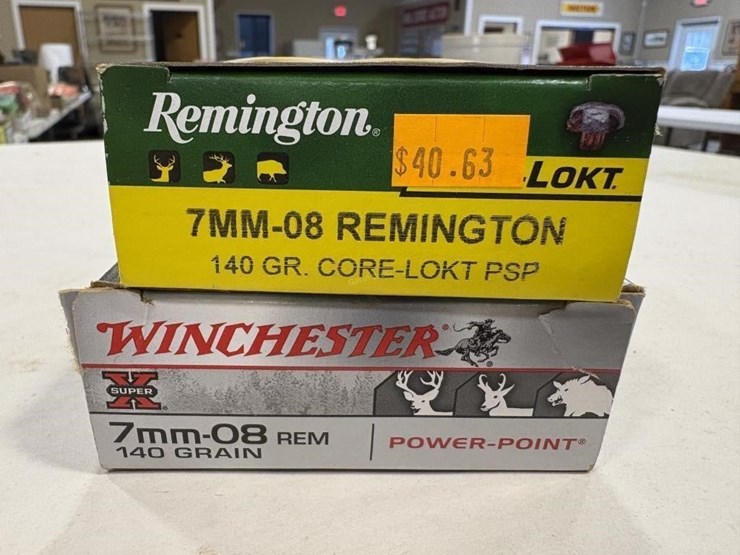 Remington®
$40.63
-LOKT.
7MM-08 REMINGTON
140 GR. CORE-LOKT PSP
WINCHESTER®
X
SUPER
7mm-08 REM
140 GRAIN
POWER-POINT®